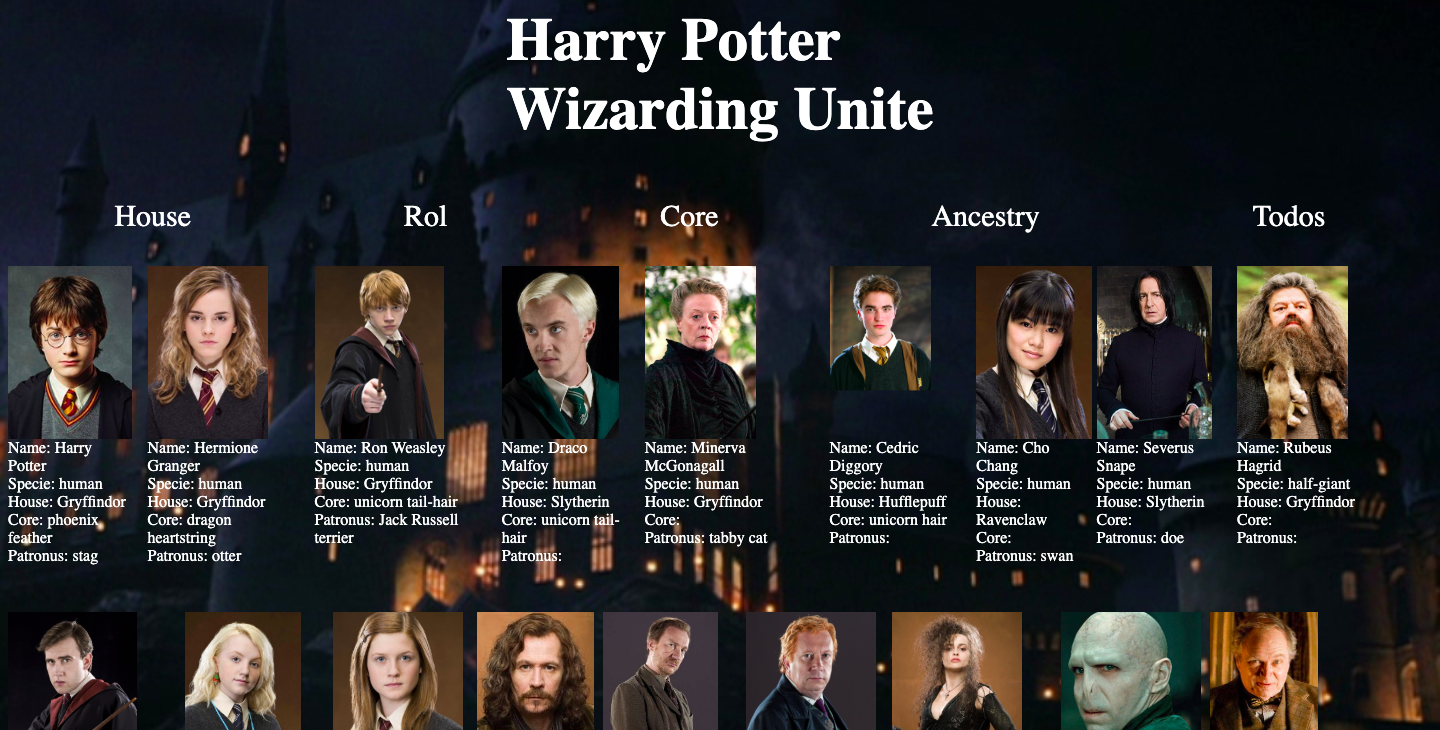 Harry Potter
Wizarding Unite
House
Rol
Core
Ancestry
Todos
Name: Harry
Potter
Specie: human
House: Gryffindor
Core: phoenix
feather
Patronus: stag
Name: Hermione
Granger
Specie: human
House: Gryffindor
Core: dragon
heartstring
Patronus: otter
Name: Ron Weasley
Specie: human
House: Gryffindor
Core: unicorn tail-hair
Patronus: Jack Russell
terrier
Name: Draco
Malfoy
Specie: human
House: Slytherin
Core: unicorn tail-
hair
Patronus:
Name: Minerva
McGonagall
Specie: human
House: Gryffindor
Core:
Patronus: tabby cat
Name: Cedric
Diggory
Specie: human
House: Hufflepuff
Core: unicorn hair
Patronus:
Name: Cho
Chang
Specie: human
House:
Ravenclaw
Core:
Patronus: swan
Name: Severus
Snape
Specie: human
House: Slytherin
Core:
Patronus: doe
Name: Rubeus
Hagrid
Specie: half-giant
House: Gryffindor
Core:
Patronus: